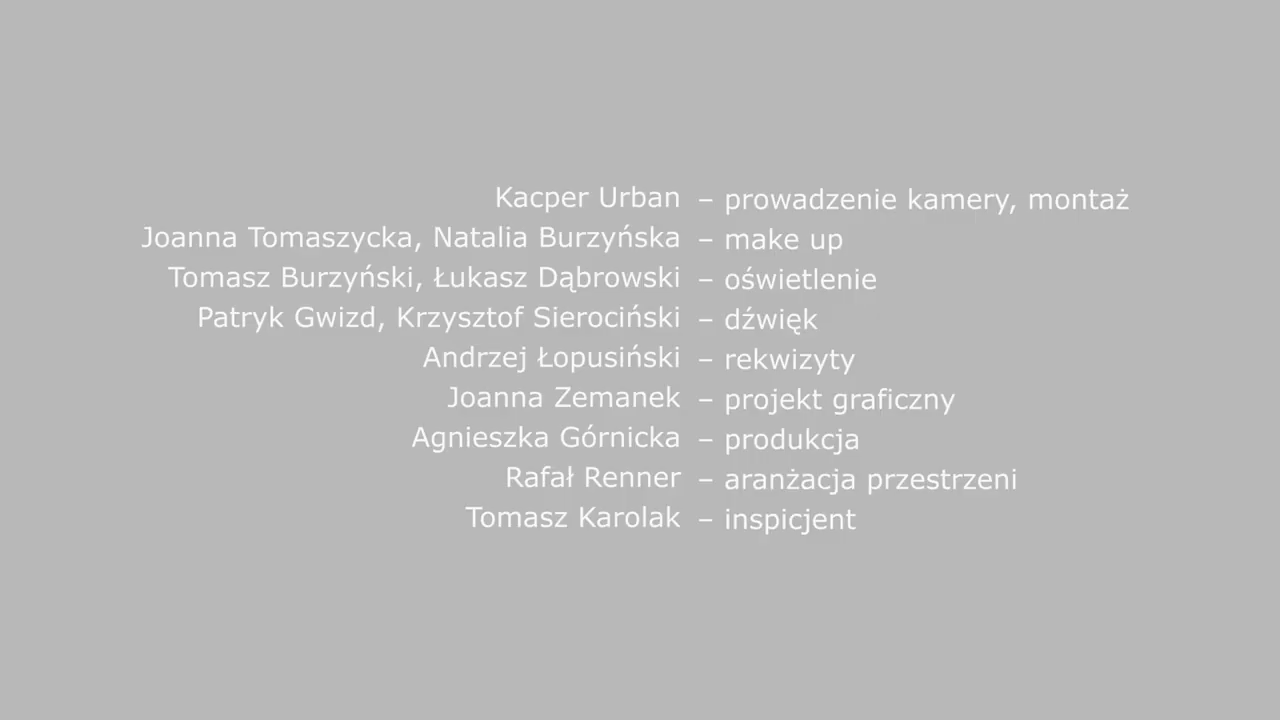 Kacper Urban – prowadzenie kamery, montaż
Joanna Tomaszycka, Natalia Burzyńska – make up
Tomasz Burzyński, Łukasz Dąbrowski – oświetlenie
Patryk Gwizd, Krzysztof Sierociński – dźwięk
Andrzej Łopusiński – rekwizyty
Joanna Zemanek – projekt graficzny
Agnieszka Górnicka – produkcja
Rafał Renner – aranżacja przestrzeni
Tomasz Karolak – inspicjent